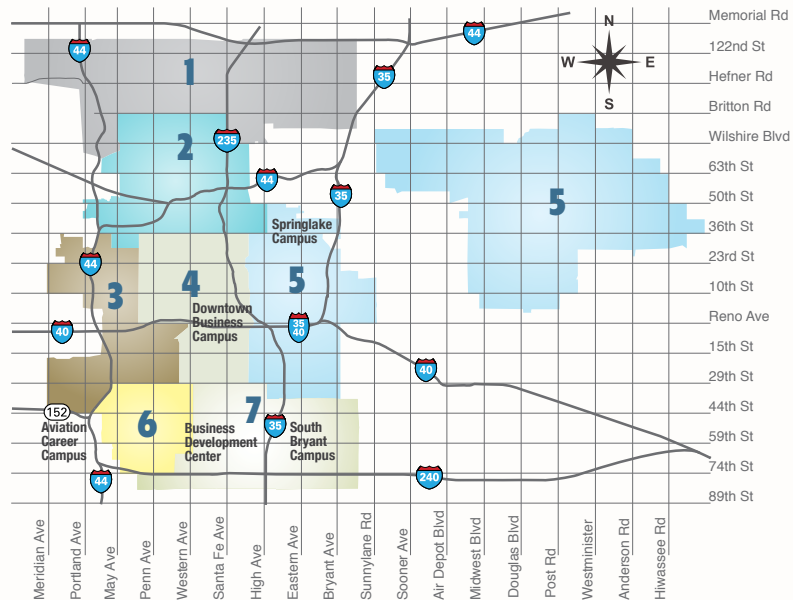 Memorial Rd
N
44
122nd St
44
W
E
1
35
Hefner Rd
S
Britton Rd
235
Wilshire Blvd
2
63th St
44
35
50th St
5
Springlake
Campus
36th St
44
23rd St
3
4
5
10th St
Downtown
Business
Campus
Reno Ave
35
40
40
15th St
40
29th St
152
7
44th St
6
Aviation
Career
Campus
Business
Development
Center
35
South
Bryant
Campus
59th St
74th St
44
240
89th St
Meridian Ave
Portland Ave
May Ave
Penn Ave
Western Ave
Santa Fe Ave
High Ave
Eastern Ave
Bryant Ave
Sunnylane Rd
Sooner Ave
Air Depot Blvd
Midwest Blvd
Douglas Blvd
Post Rd
Westminister
Anderson Rd
Hiwassee Rd